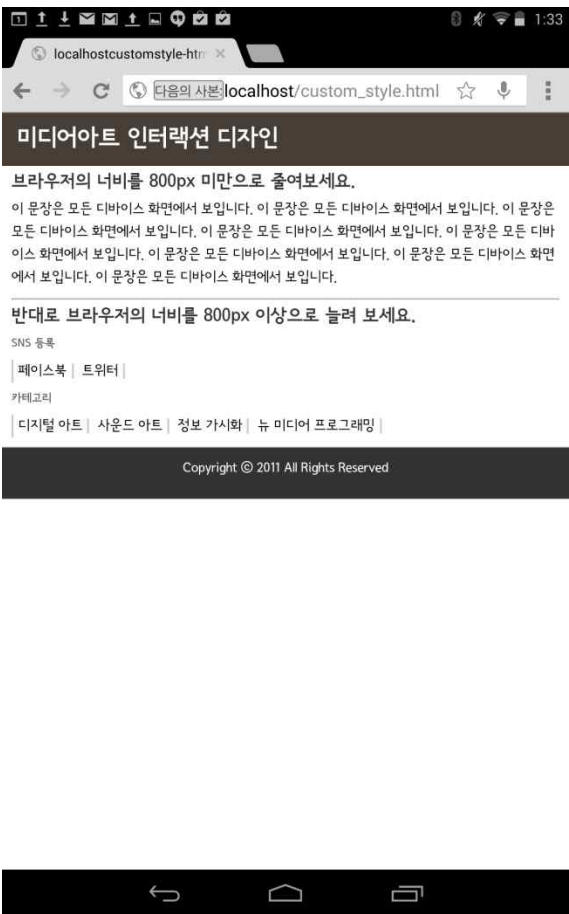 1:33
localhostcustomstyle-htm
다음의 사본:localhost/custom_style.html
미디어아트 인터랙션 디자인
브라우저의 너비를 800px 미만으로 줄여보세요.
이 문장은 모든 디바이스 화면에서 보입니다. 이 문장은 모든 디바이스 화면에서 보입니다. 이 문장은
모든 디바이스 화면에서 보입니다. 이 문장은 모든 디바이스 화면에서 보입니다. 이 문장은 모든 디바
이스 화면에서 보입니다. 이 문장은 모든 디바이스 화면에서 보입니다. 이 문장은 모든 디바이스 화면
에서 보입니다. 이 문장은 모든 디바이스 화면에서 보입니다.
반대로 브라우저의 너비를 800px 이상으로 늘려 보세요.
SNS 등록
페이스북 | 트위터 |
카테고리
디지털 아트 | 사운드 아트 | 정보 가시화 | 뉴 미디어 프로그래밍 |
Copyright ⓒ 2011 All Rights Reserved